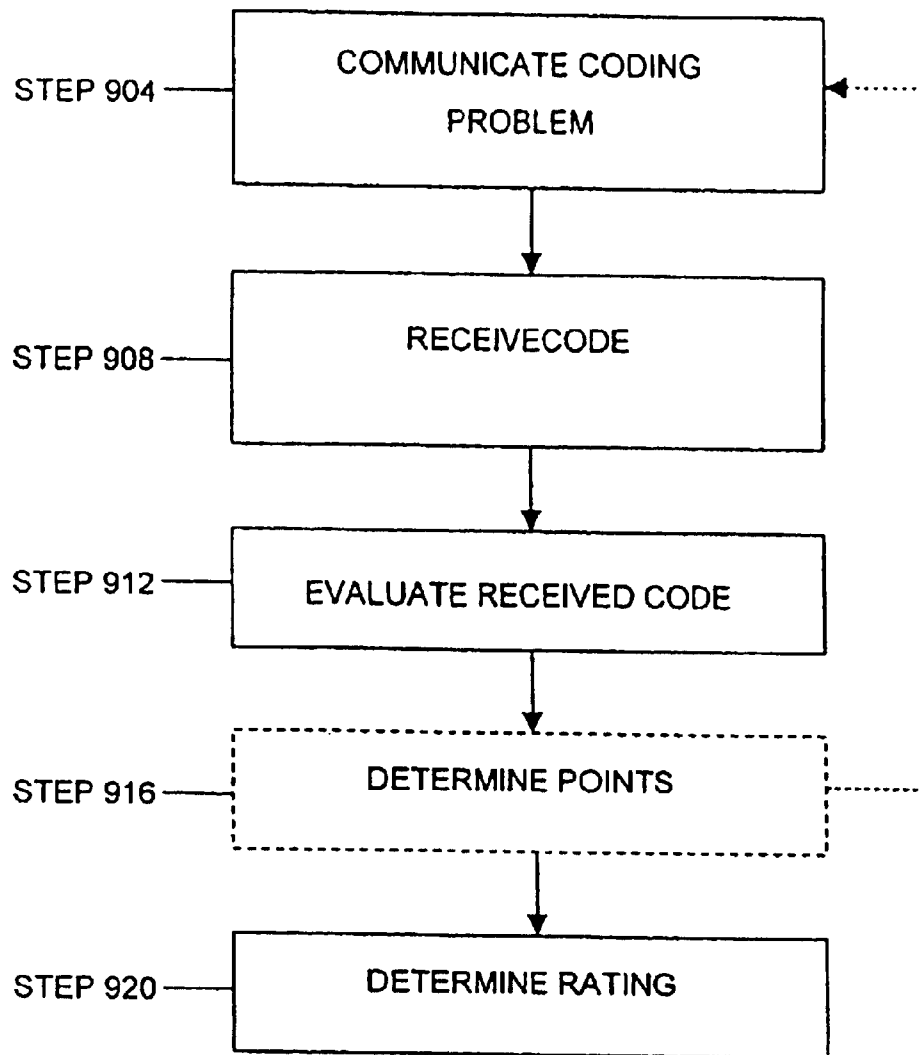 STEP 904
COMMUNICATE CODING
PROBLEM
STEP 908
RECEIVECODE
STEP 912
EVALUATE RECEIVED CODE
STEP 916
DETERMINE POINTS
STEP 920
DETERMINE RATING